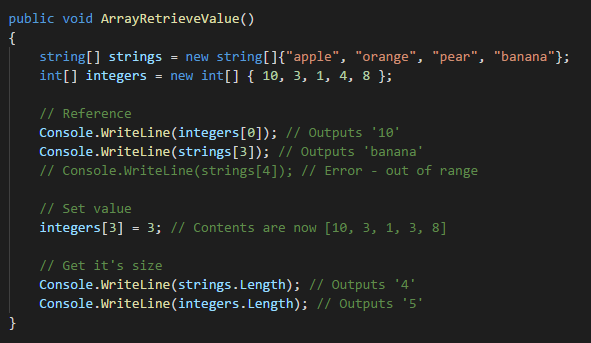 public void ArrayRetrieveValue()
{
    string[] strings = new string[]{"apple", "orange", "pear", "banana"};
    int[] integers = new int[] { 10, 3, 1, 4, 8 };

    // Reference
    Console.WriteLine(integers[0]); // Outputs '10'
    Console.WriteLine(strings[3]); // Outputs 'banana'
    // Console.WriteLine(strings[4]); // Error - out of range

    // Set value
    integers[3] = 3; // Contents are now [10, 3, 1, 3, 8]

    // Get it's size
    Console.WriteLine(strings.Length); // Outputs '4'
    Console.WriteLine(integers.Length); // Outputs '5'
}